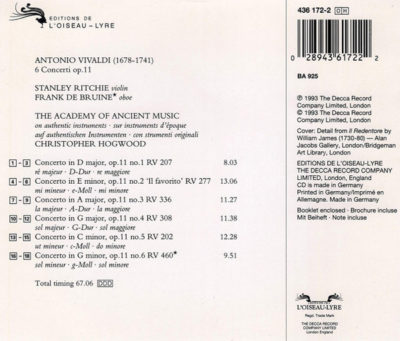 EDITIONS DE
L'OISEAU-LYRE
ANTONIO VIVALDI (1678-1741)
6 Concerti op.11
STANLEY RITCHIE violin
FRANK DE BRUINE★ oboe
THE ACADEMY OF ANCIENT MUSIC
on authentic instruments · sur instruments d'époque
auf authentischen Instrumenten · con strumenti originali
CHRISTOPHER HOGWOOD
1 - 3 Concerto in D major, op.11 no.1 RV 207 8.03
ré majeur · D-Dur · re maggiore
4 - 6 Concerto in E minor, op.11 no.2 'Il favorito' RV 277 13.06
mi mineur · e-Moll · mi minore
7 - 9 Concerto in A major, op.11 no.3 RV 336 11.27
la majeur · A-Dur · la maggiore
10 - 12 Concerto in G major, op.11 no.4 RV 308 11.38
sol majeur · G-Dur · sol maggiore
13 - 15 Concerto in C minor, op.11 no.5 RV 202 12.28
ut mineur · c-Moll · do minore
16 - 18 Concerto in G minor, op.11 no.6 RV 460★ 9.51
sol mineur · g-Moll · sol minore
Total timing 67.06 DDD
436 172-2 DH
0 28943 61722 2
BA 925
℗ 1993 The Decca Record
Company Limited, London
© 1993 The Decca Record
Company Limited, London
Cover: Detail from Il Redentore by
William James (1730-80) – Alan
Jacobs Gallery, London/Bridgeman
Art Library, London
EDITIONS DE L'OISEAU-LYRE
THE DECCA RECORD COMPANY
LIMITED, London, England
CD is made in Germany
Printed in Germany/Imprimé en
Allemagne. Made in Germany
Booklet enclosed · Brochure incluse
Mit Beiheft · Note incluse
L'OISEAU-LYRE
Regd. Trade Mark
THE DECCA RECORD
COMPANY LIMITED
London England